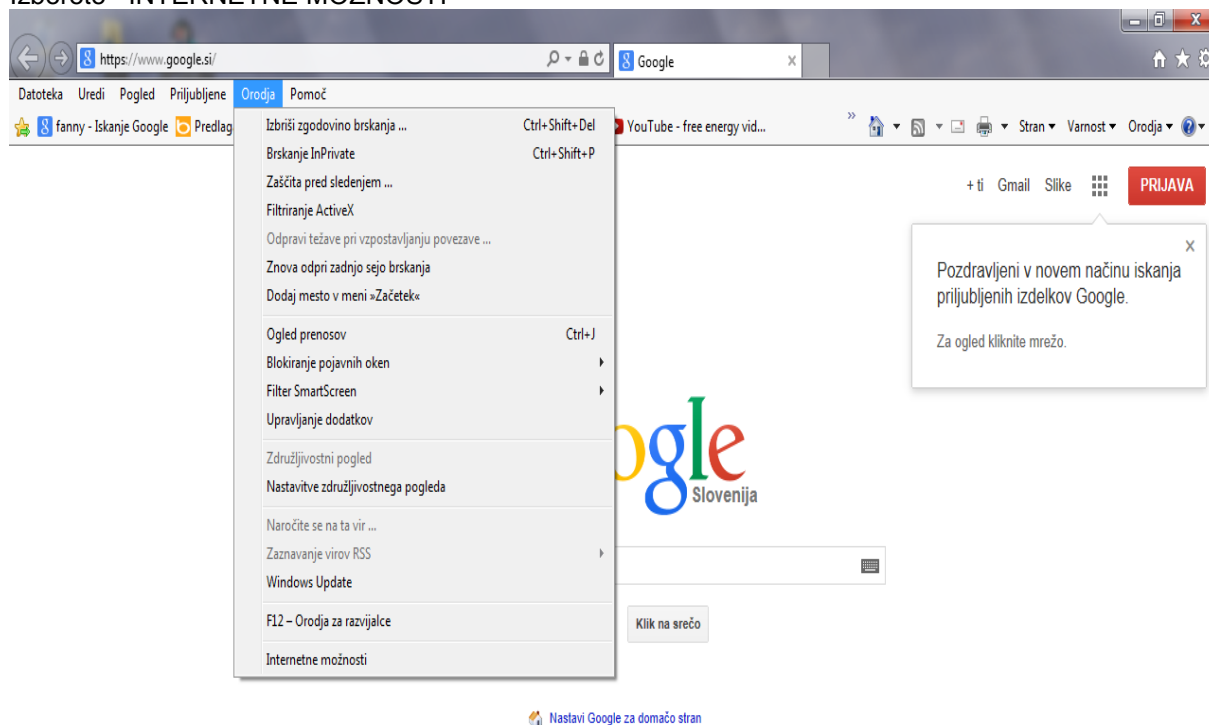 Izberete - INTERNETNE MOŽNOSTI
https://www.google.si/
Google
Datoteka Uredi Pogled Priljubljene Orodja Pomoč
fanny - Iskanje Google Predlag YouTube - free energy vid... » Stran Varnost Orodja
Izbriši zgodovino brskanja ... Ctrl+Shift+Del
Brskanje InPrivate Ctrl+Shift+P
Zaščita pred sledenjem ...
Filtriranje ActiveX
Odpravi težave pri vzpostavljanju povezave ...
Znova odpri zadnjo sejo brskanja
Dodaj mesto v meni »Začetek«
Ogled prenosov Ctrl+J
Blokiranje pojavnih oken
Filter SmartScreen
Upravljanje dodatkov
Združljivostni pogled
Nastavitve združljivostnega pogleda
Naročite se na ta vir ...
Zaznavanje virov RSS
Windows Update
F12 – Orodja za razvijalce
Internetne možnosti
+ ti Gmail Slike PRIJAVA
x
Pozdravljeni v novem načinu iskanja
priljubljenih izdelkov Google.
Za ogled kliknite mrežo.
ogle
Slovenija
Klik na srečo
Nastavi Google za domačo stran